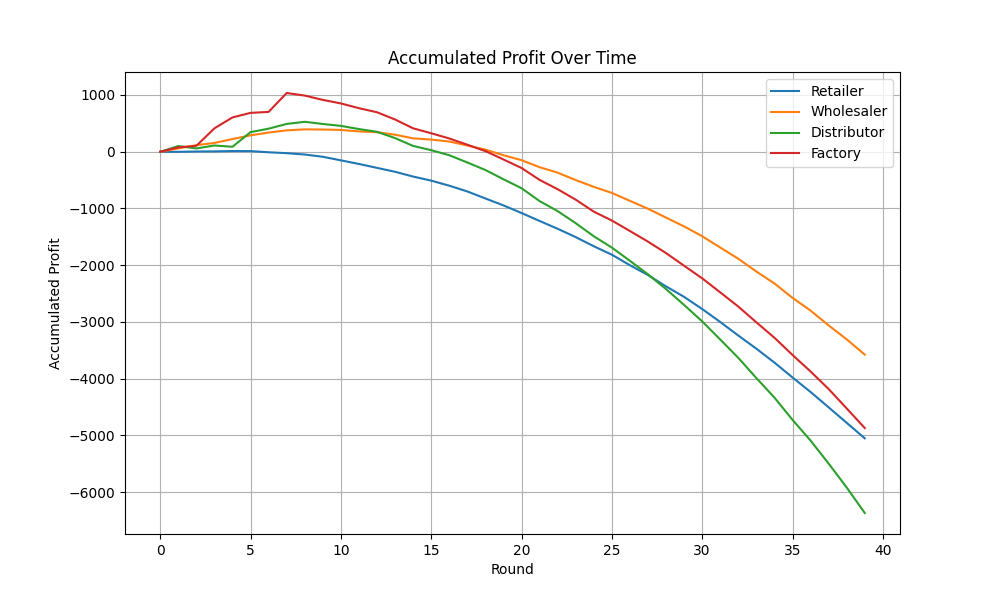 Accumulated Profit Over Time
Accumulated Profit
1000
0
−1000
−2000
−3000
−4000
−5000
−6000
Retailer
Wholesaler
Distributor
Factory
0 5 10 15 20 25 30 35 40
Round